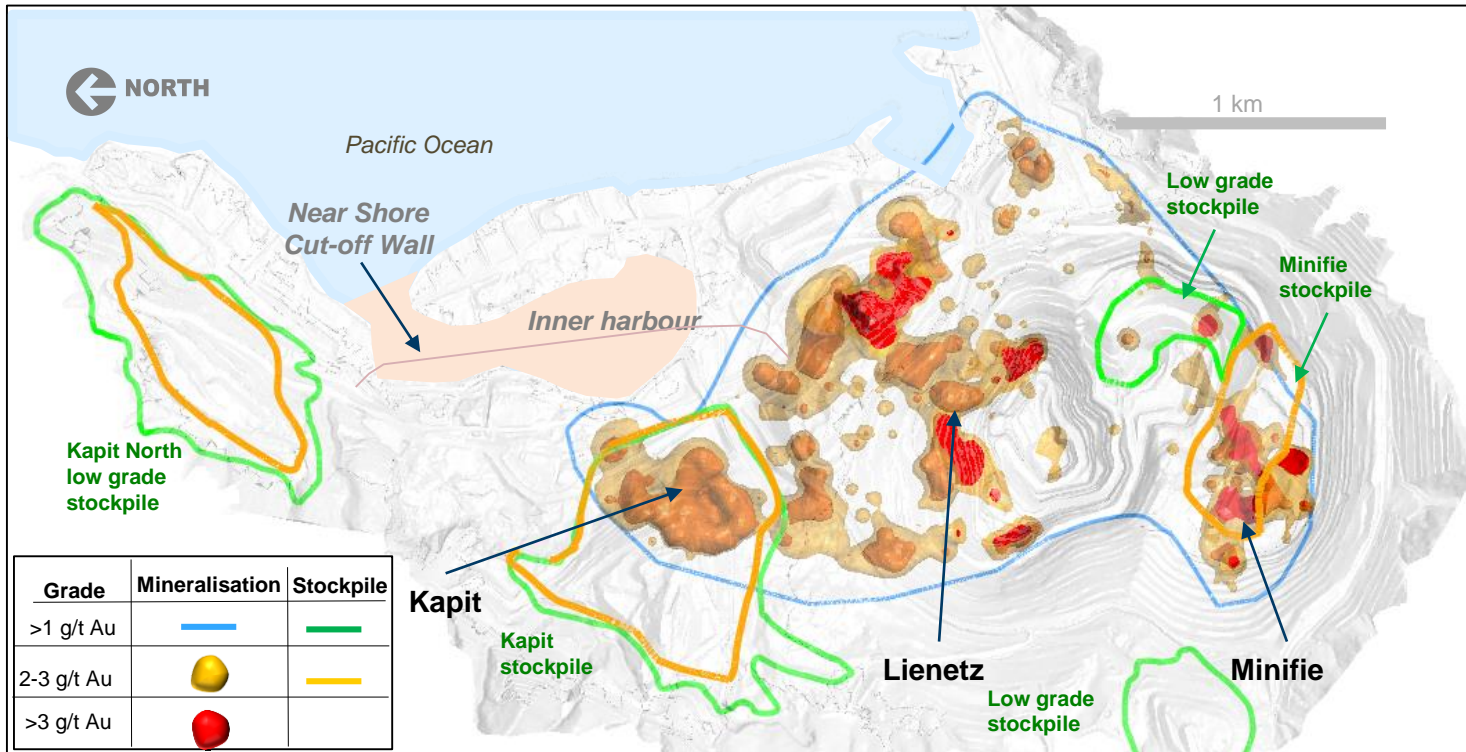 NORTH
1 km
Pacific Ocean
Low grade
stockpile
Near Shore
Cut-off Wall
Minifie
stockpile
Inner harbour
Kapit North
low grade
stockpile
Kapit
Kapit
stockpile
Lienetz
Minifie
Low grade
stockpile
Grade Mineralisation Stockpile
>1 g/t Au
2-3 g/t Au
>3 g/t Au